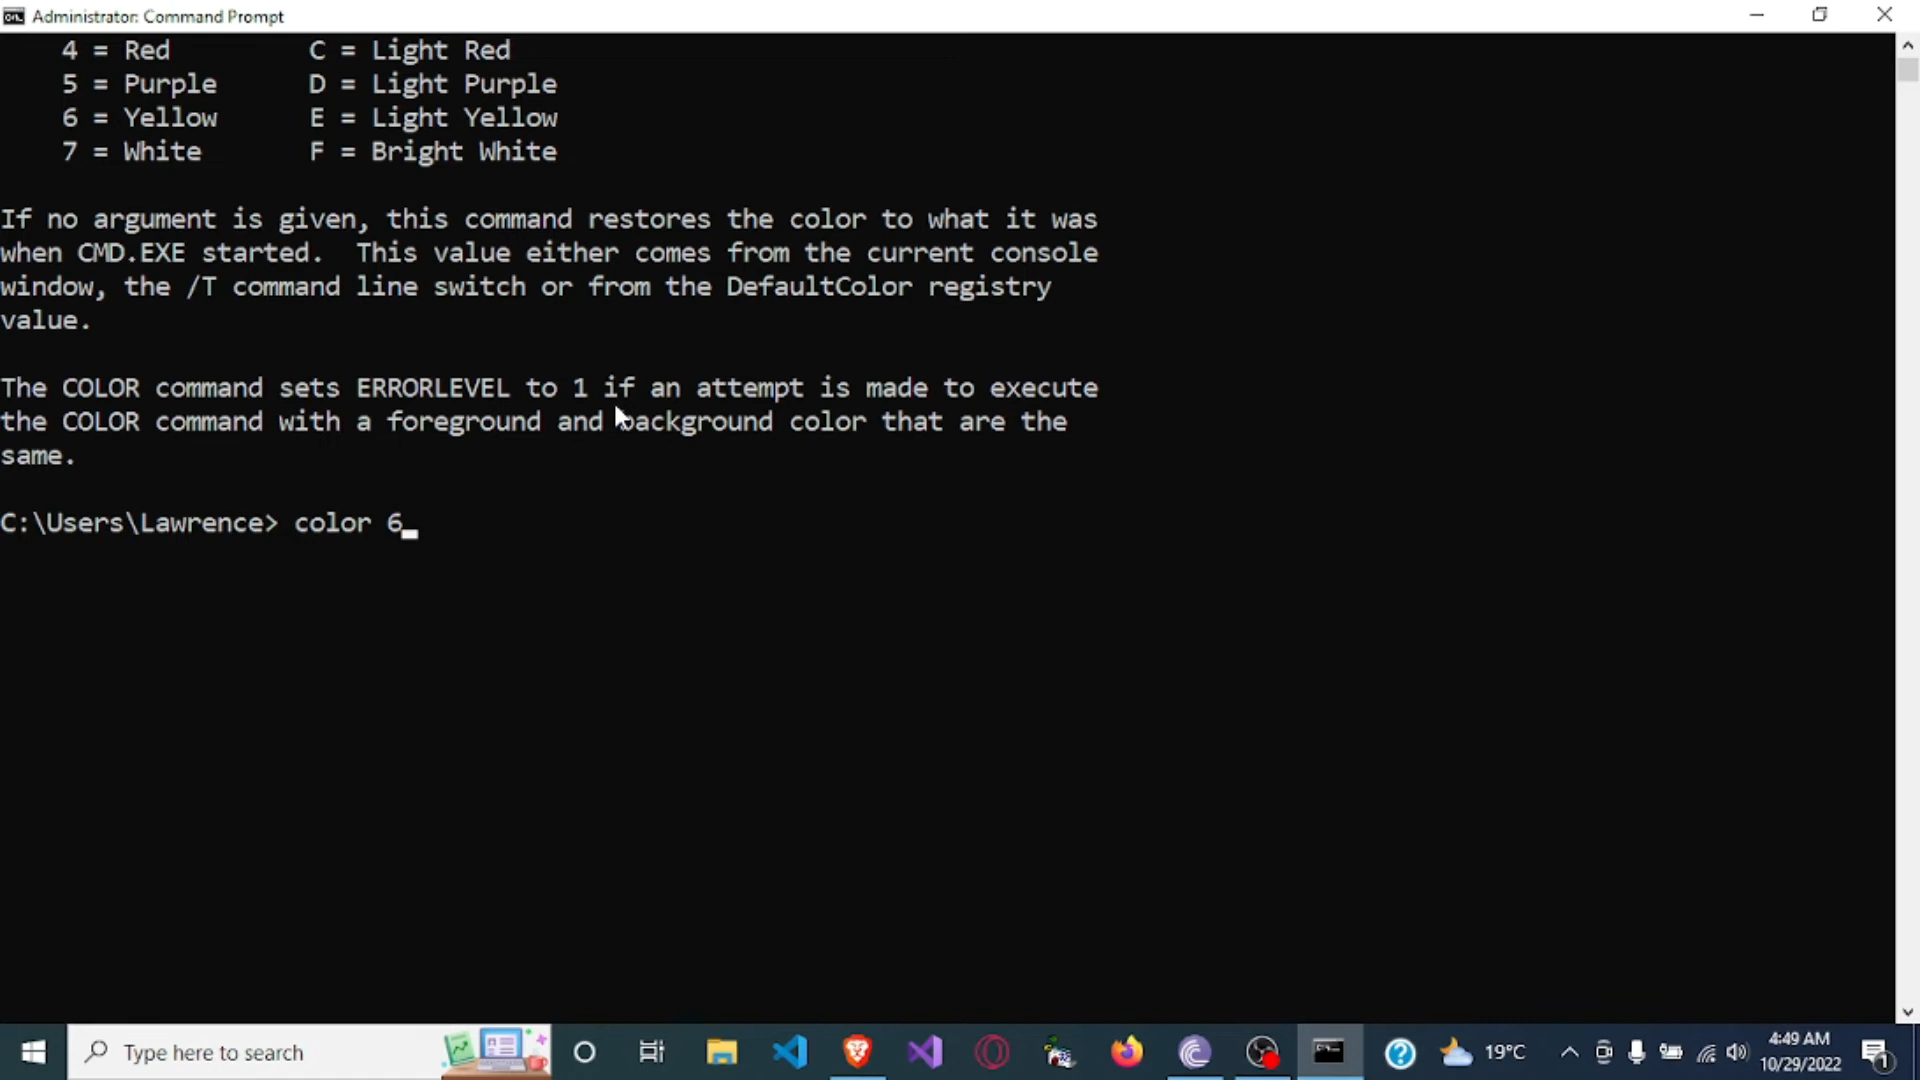 Administrator: Command Prompt
4 = Red C = Light Red
5 = Purple D = Light Purple
6 = Yellow E = Light Yellow
7 = White F = Bright White
If no argument is given, this command restores the color to what it was
when CMD.EXE started. This value either comes from the current console
window, the /T command line switch or from the DefaultColor registry
value.
The COLOR command sets ERRORLEVEL to 1 if an attempt is made to execute
the COLOR command with a foreground and background color that are the
same.
C:\Users\Lawrence> color 6
Type here to search
19°C
4:49 AM
10/29/2022
1